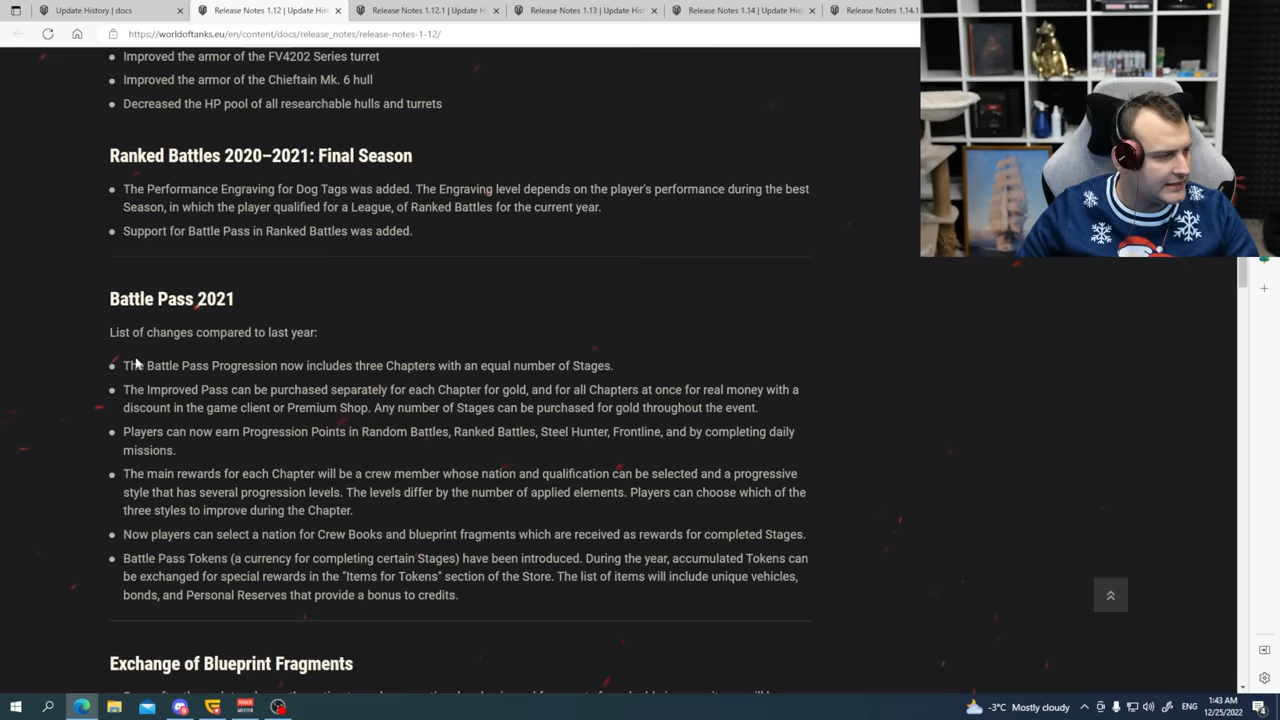 Update History | docs
Release Notes 1.12 | Update His
Release Notes 1.12.1 | Update H
Release Notes 1.13 | Update His
Release Notes 1.14 | Update Hist
Release Notes 1.14.1
https://worldoftanks.eu/en/content/docs/release_notes/release-notes-1-12/
Improved the armor of the FV4202 Series turret
Improved the armor of the Chieftain Mk. 6 hull
Decreased the HP pool of all researchable hulls and turrets
Ranked Battles 2020–2021: Final Season
The Performance Engraving for Dog Tags was added. The Engraving level depends on the player's performance during the best
Season, in which the player qualified for a League, of Ranked Battles for the current year.
Support for Battle Pass in Ranked Battles was added.
Battle Pass 2021
List of changes compared to last year:
The Battle Pass Progression now includes three Chapters with an equal number of Stages.
The Improved Pass can be purchased separately for each Chapter for gold, and for all Chapters at once for real money with a
discount in the game client or Premium Shop. Any number of Stages can be purchased for gold throughout the event.
Players can now earn Progression Points in Random Battles, Ranked Battles, Steel Hunter, Frontline, and by completing daily
missions.
The main rewards for each Chapter will be a crew member whose nation and qualification can be selected and a progressive
style that has several progression levels. The levels differ by the number of applied elements. Players can choose which of the
three styles to improve during the Chapter.
Now players can select a nation for Crew Books and blueprint fragments which are received as rewards for completed Stages.
Battle Pass Tokens (a currency for completing certain Stages) have been introduced. During the year, accumulated Tokens can
be exchanged for special rewards in the "Items for Tokens" section of the Store. The list of items will include unique vehicles,
bonds, and Personal Reserves that provide a bonus to credits.
Exchange of Blueprint Fragments
-3°C Mostly cloudy
ENG
1:43 AM
12/25/2022
4